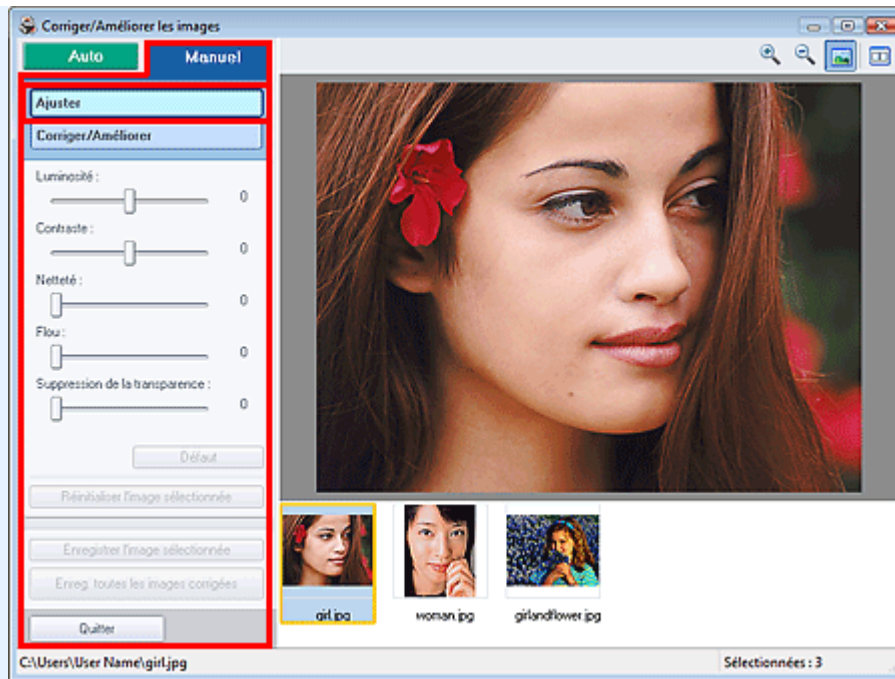 Corriger/Améliorer les images
Auto
Manuel
Ajuster
Corriger/Améliorer
Luminosité :
0
Contraste :
0
Netteté :
0
Flou :
0
Suppression de la transparence :
0
Défaut
Réinitialiser l'image sélectionnée
Enregistrer l'image sélectionnée
Enreg. toutes les images corrigées
Quitter
girl.jpg
woman.jpg
girlandflower.jpg
C:\Users\User Name\girl.jpg
Sélectionnées : 3